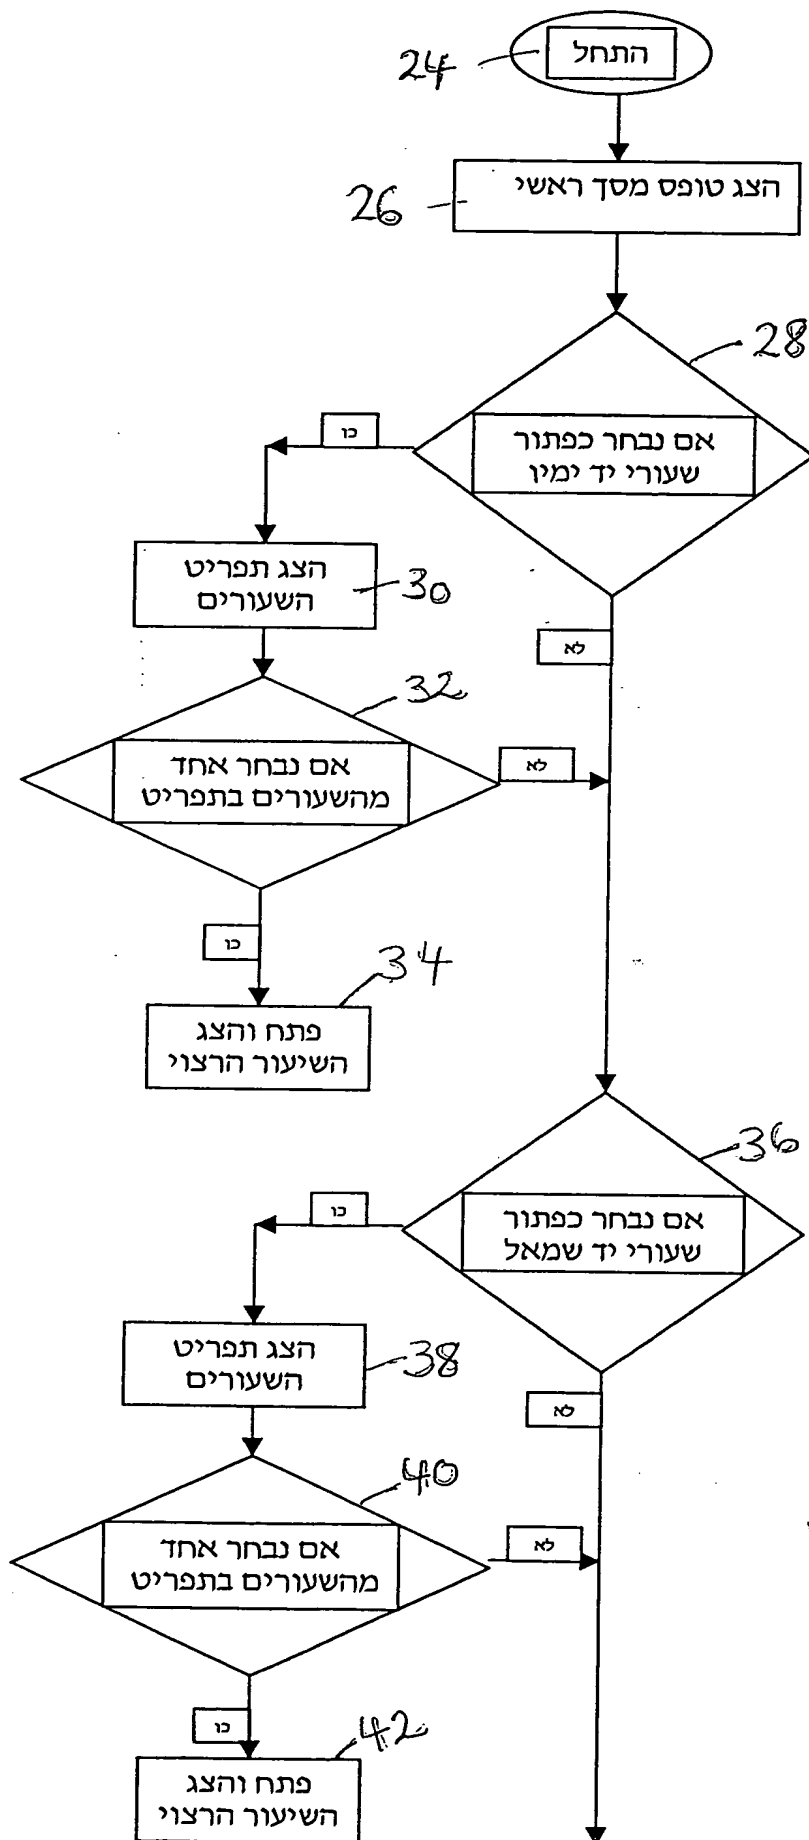 התחל
24
הצג טופס מסך ראשי
26
28
אם נבחר כפתור
שעורי יד ימין
כן
הצג תפריט
השעורים
30
לא
32
אם נבחר אחד
מהשעורים בתפריט
לא
כן
34
פתח והצג
השיעור הרצוי
36
אם נבחר כפתור
שעורי יד שמאל
כן
הצג תפריט
השעורים
38
לא
40
אם נבחר אחד
מהשעורים בתפריט
לא
כן
42
פתח והצג
השיעור הרצוי